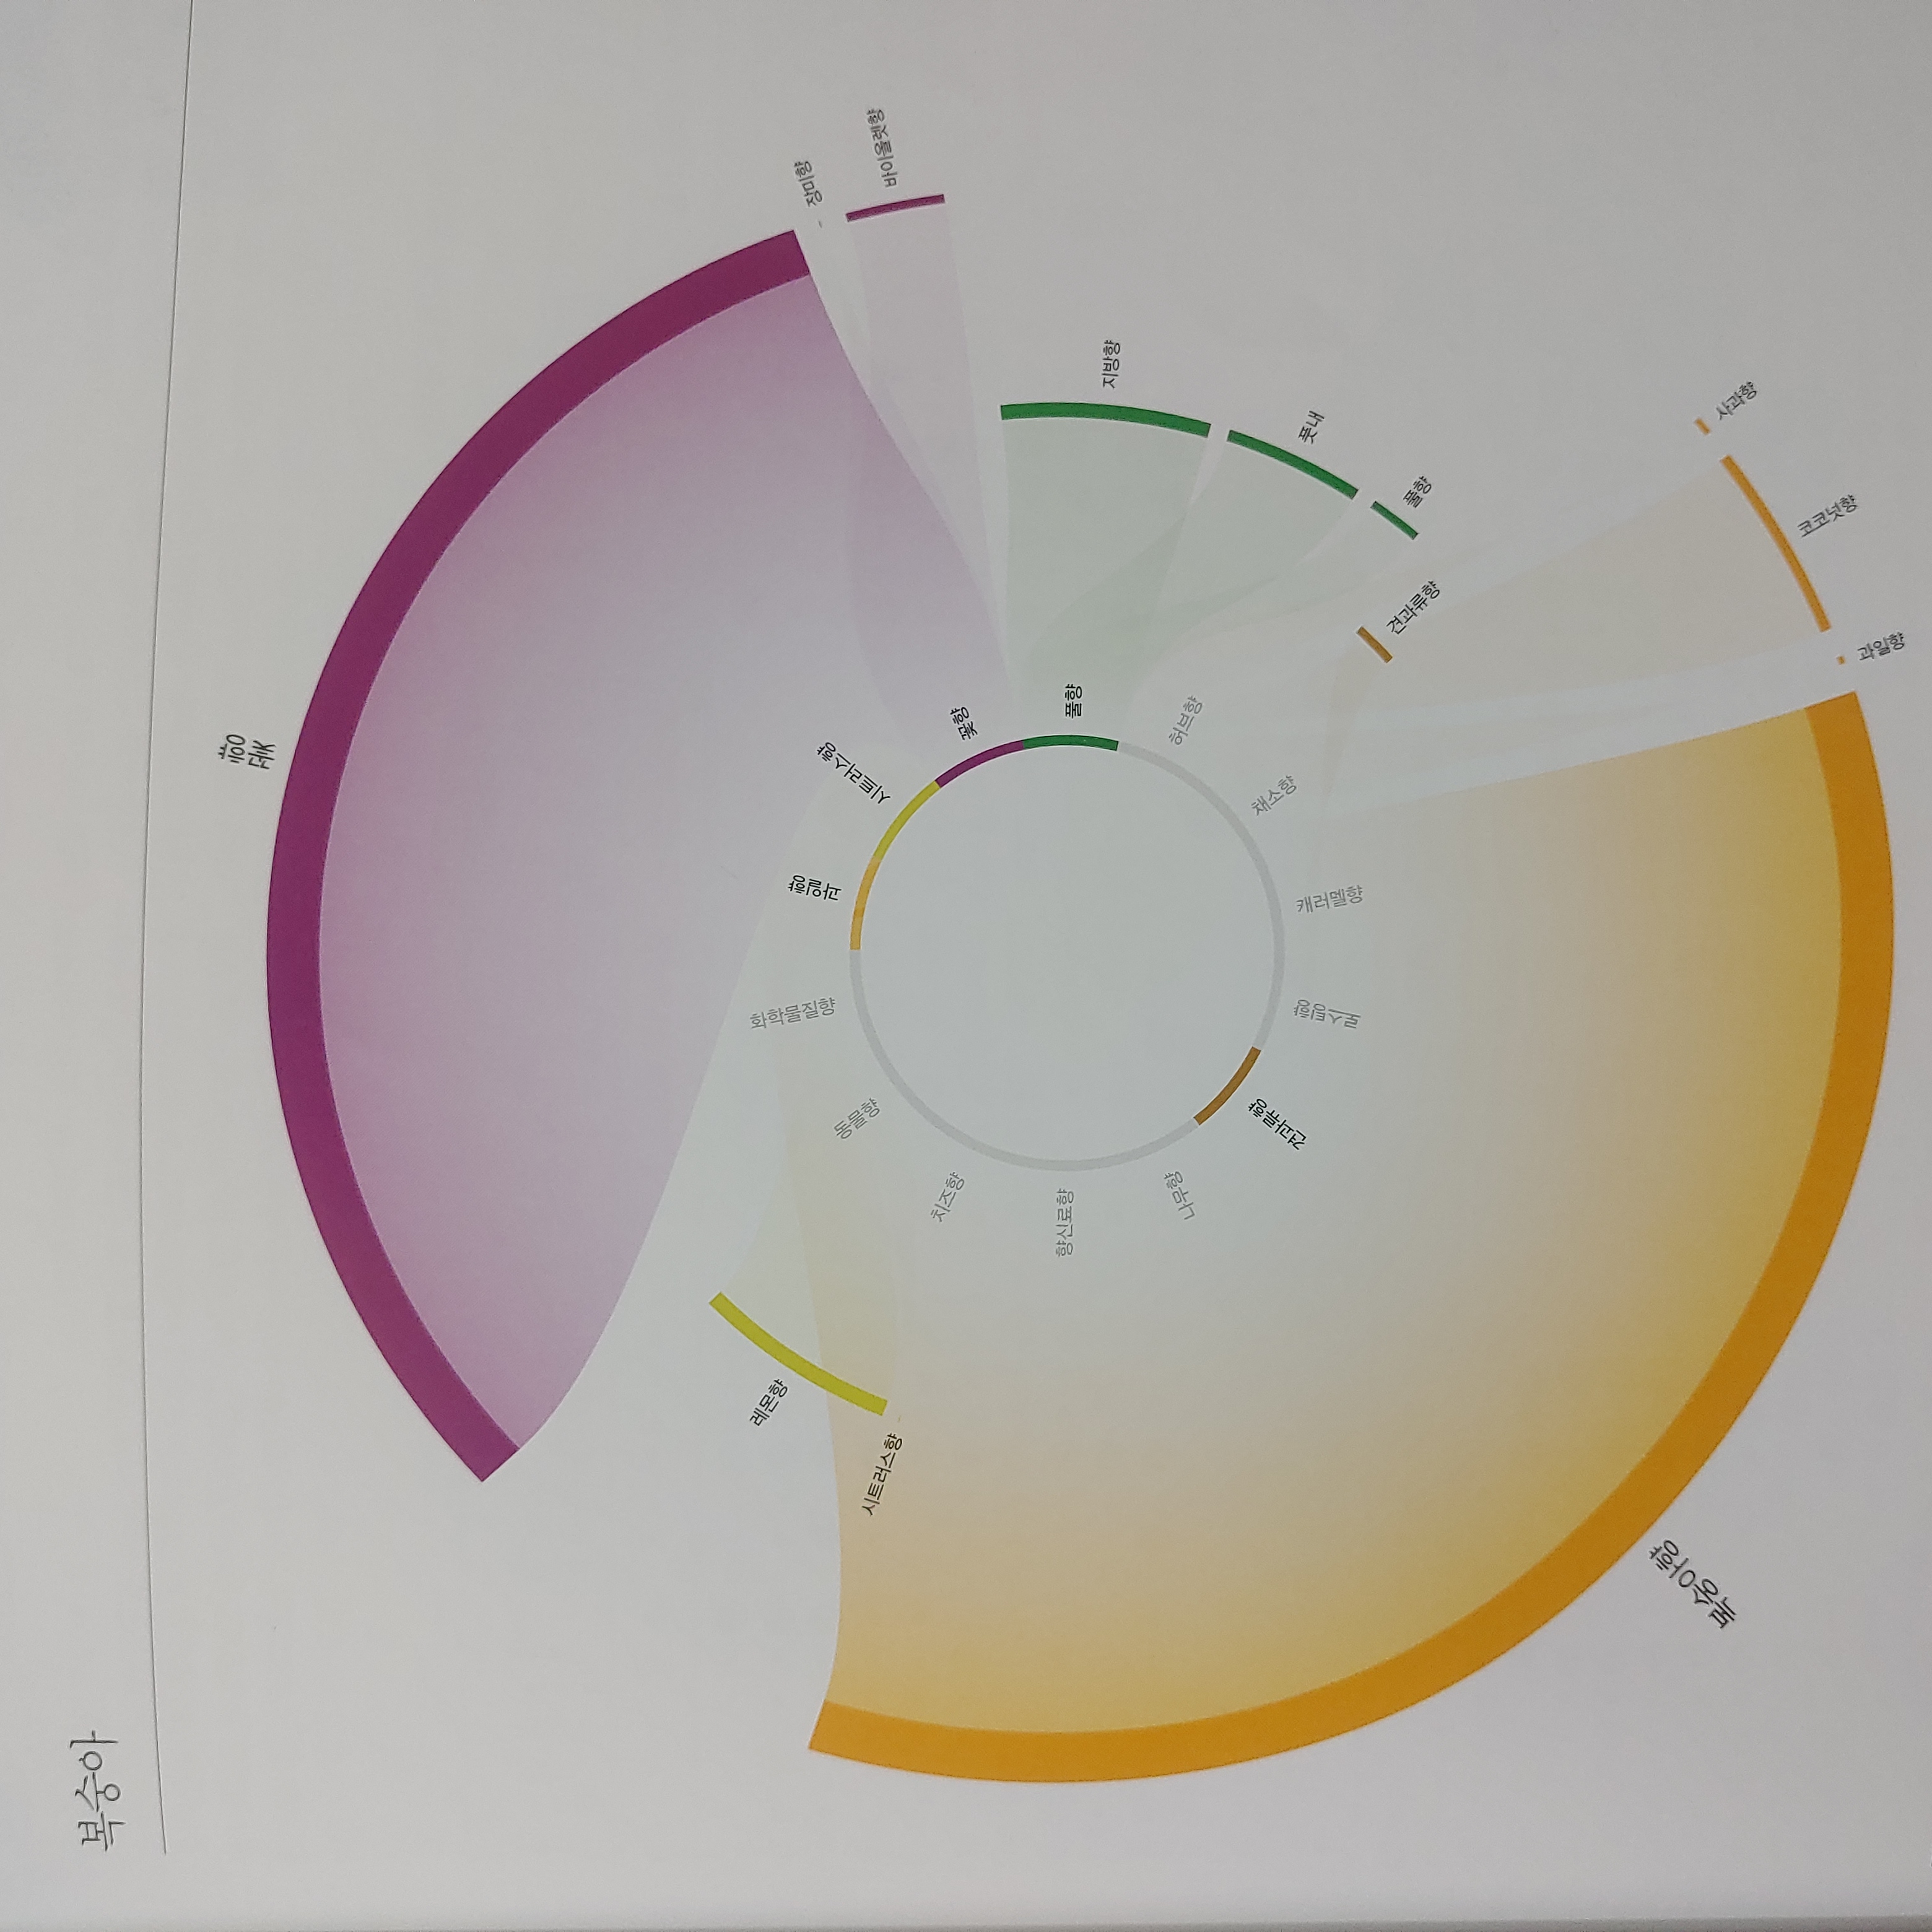 복숭아
꽃향
장미향
바이올렛향
지방향
풋내
풀향
견과류향
사과향
코코넛향
과일향
복숭아향
시트러스향
레몬향
과일향
시트러스향
꽃향
풀향
허브향
채소향
캐러멜향
로스팅향
견과류향
나무향
향신료향
치즈향
동물향
화학물질향